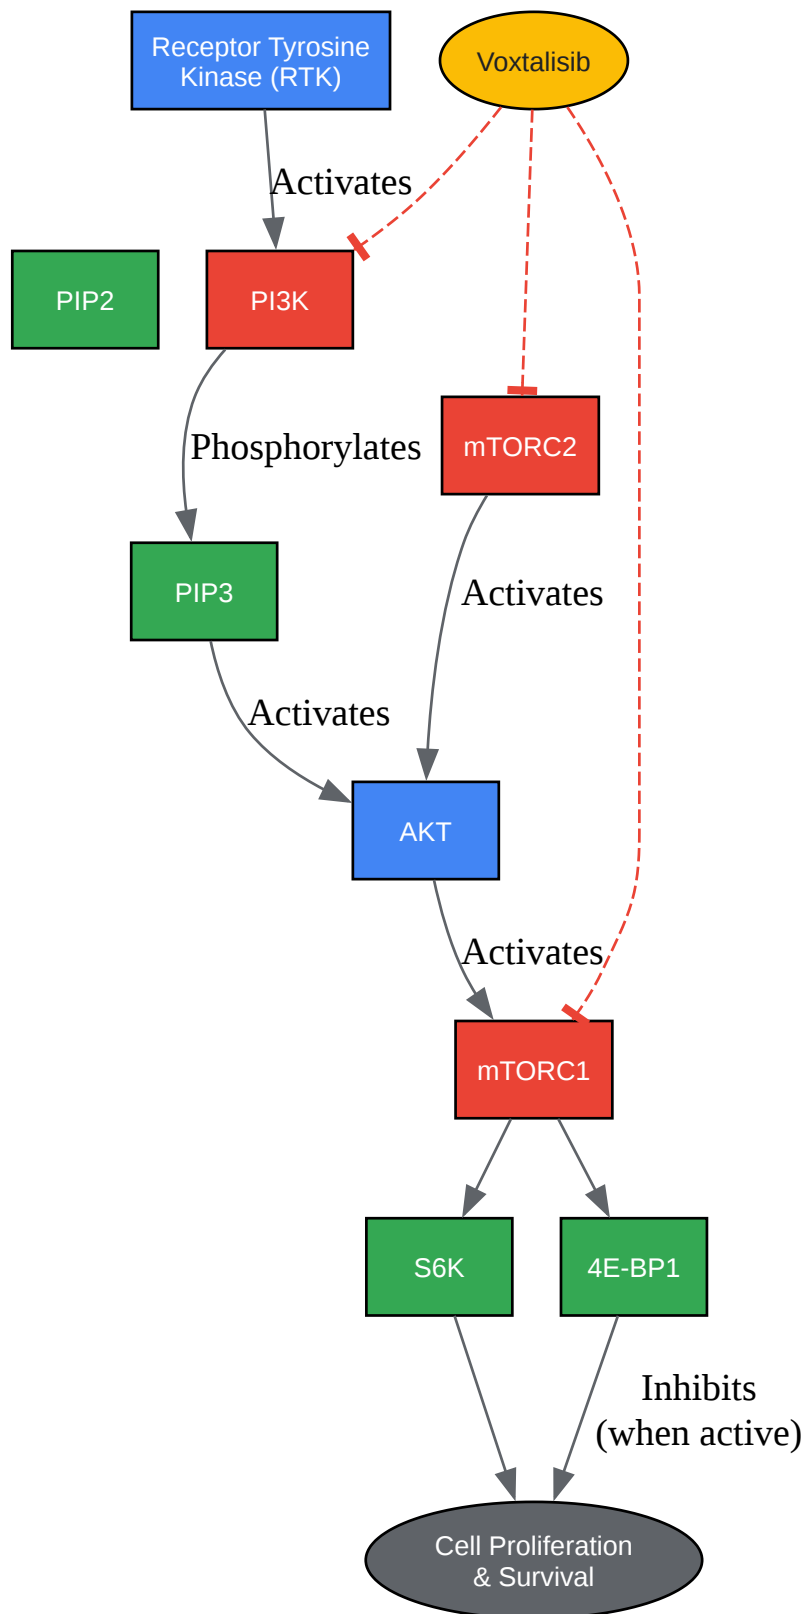 Receptor Tyrosine
Kinase (RTK)
Voxtalisib
Activates
PIP2
PI3K
Phosphorylates
mTORC2
PIP3
Activates
Activates
AKT
Activates
mTORC1
S6K
4E-BP1
Inhibits
(when active)
Cell Proliferation
& Survival